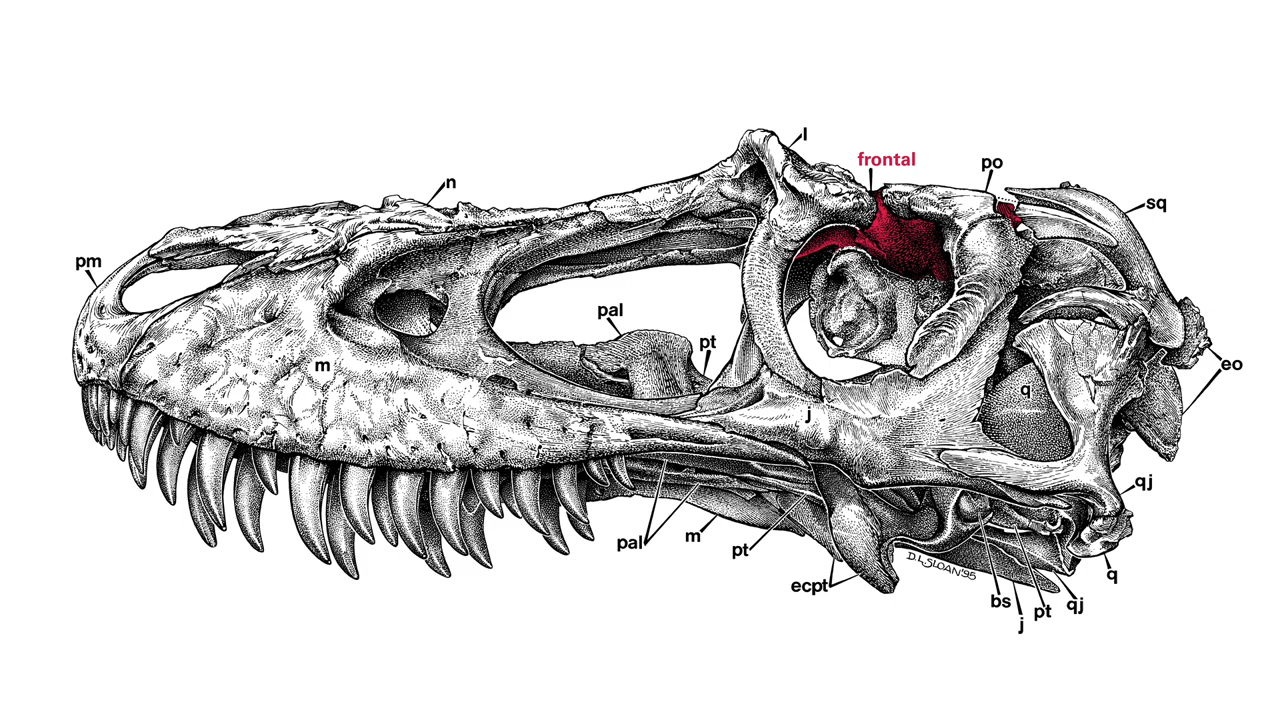 l
frontal
po
n
sq
pm
pal
pt
m
eo
q
j
qj
pal
m
pt
D.L.SLOAN'95
q
ecpt
bs
pt
qj
j